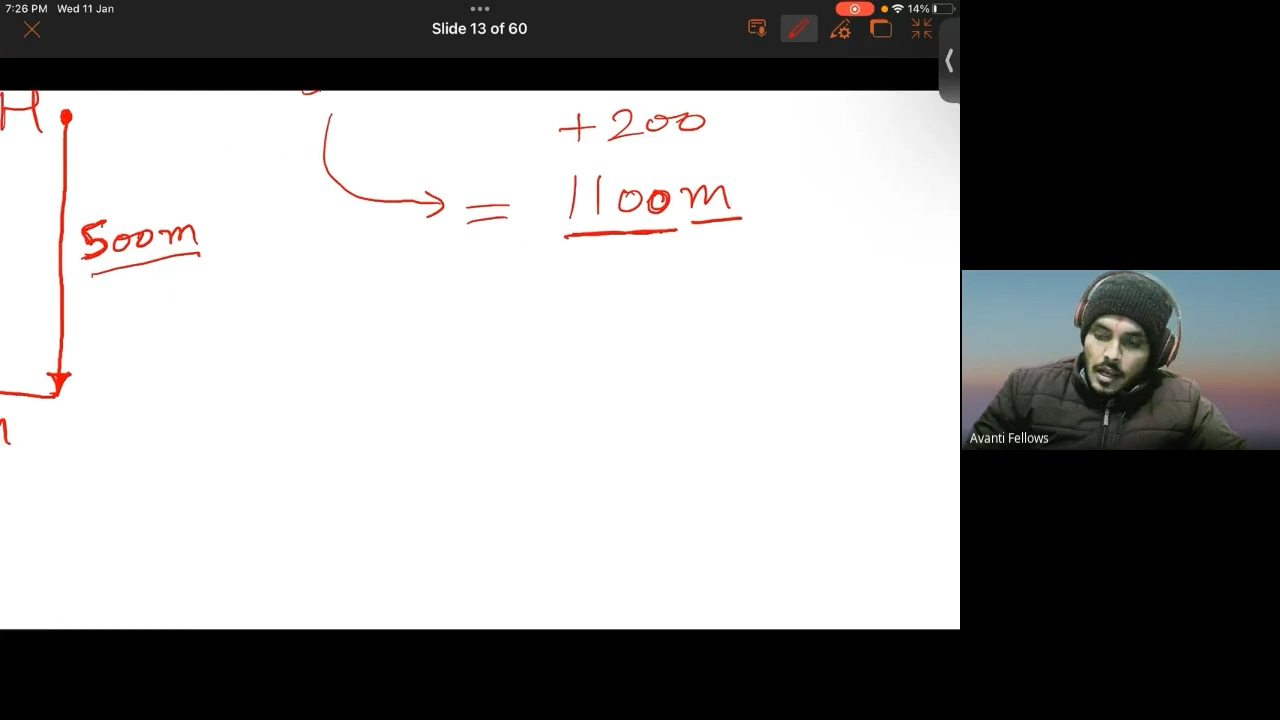 7:26 PM Wed 11 Jan
14%
Slide 13 of 60
H
+200
= 1100m
500m
Avanti Fellows